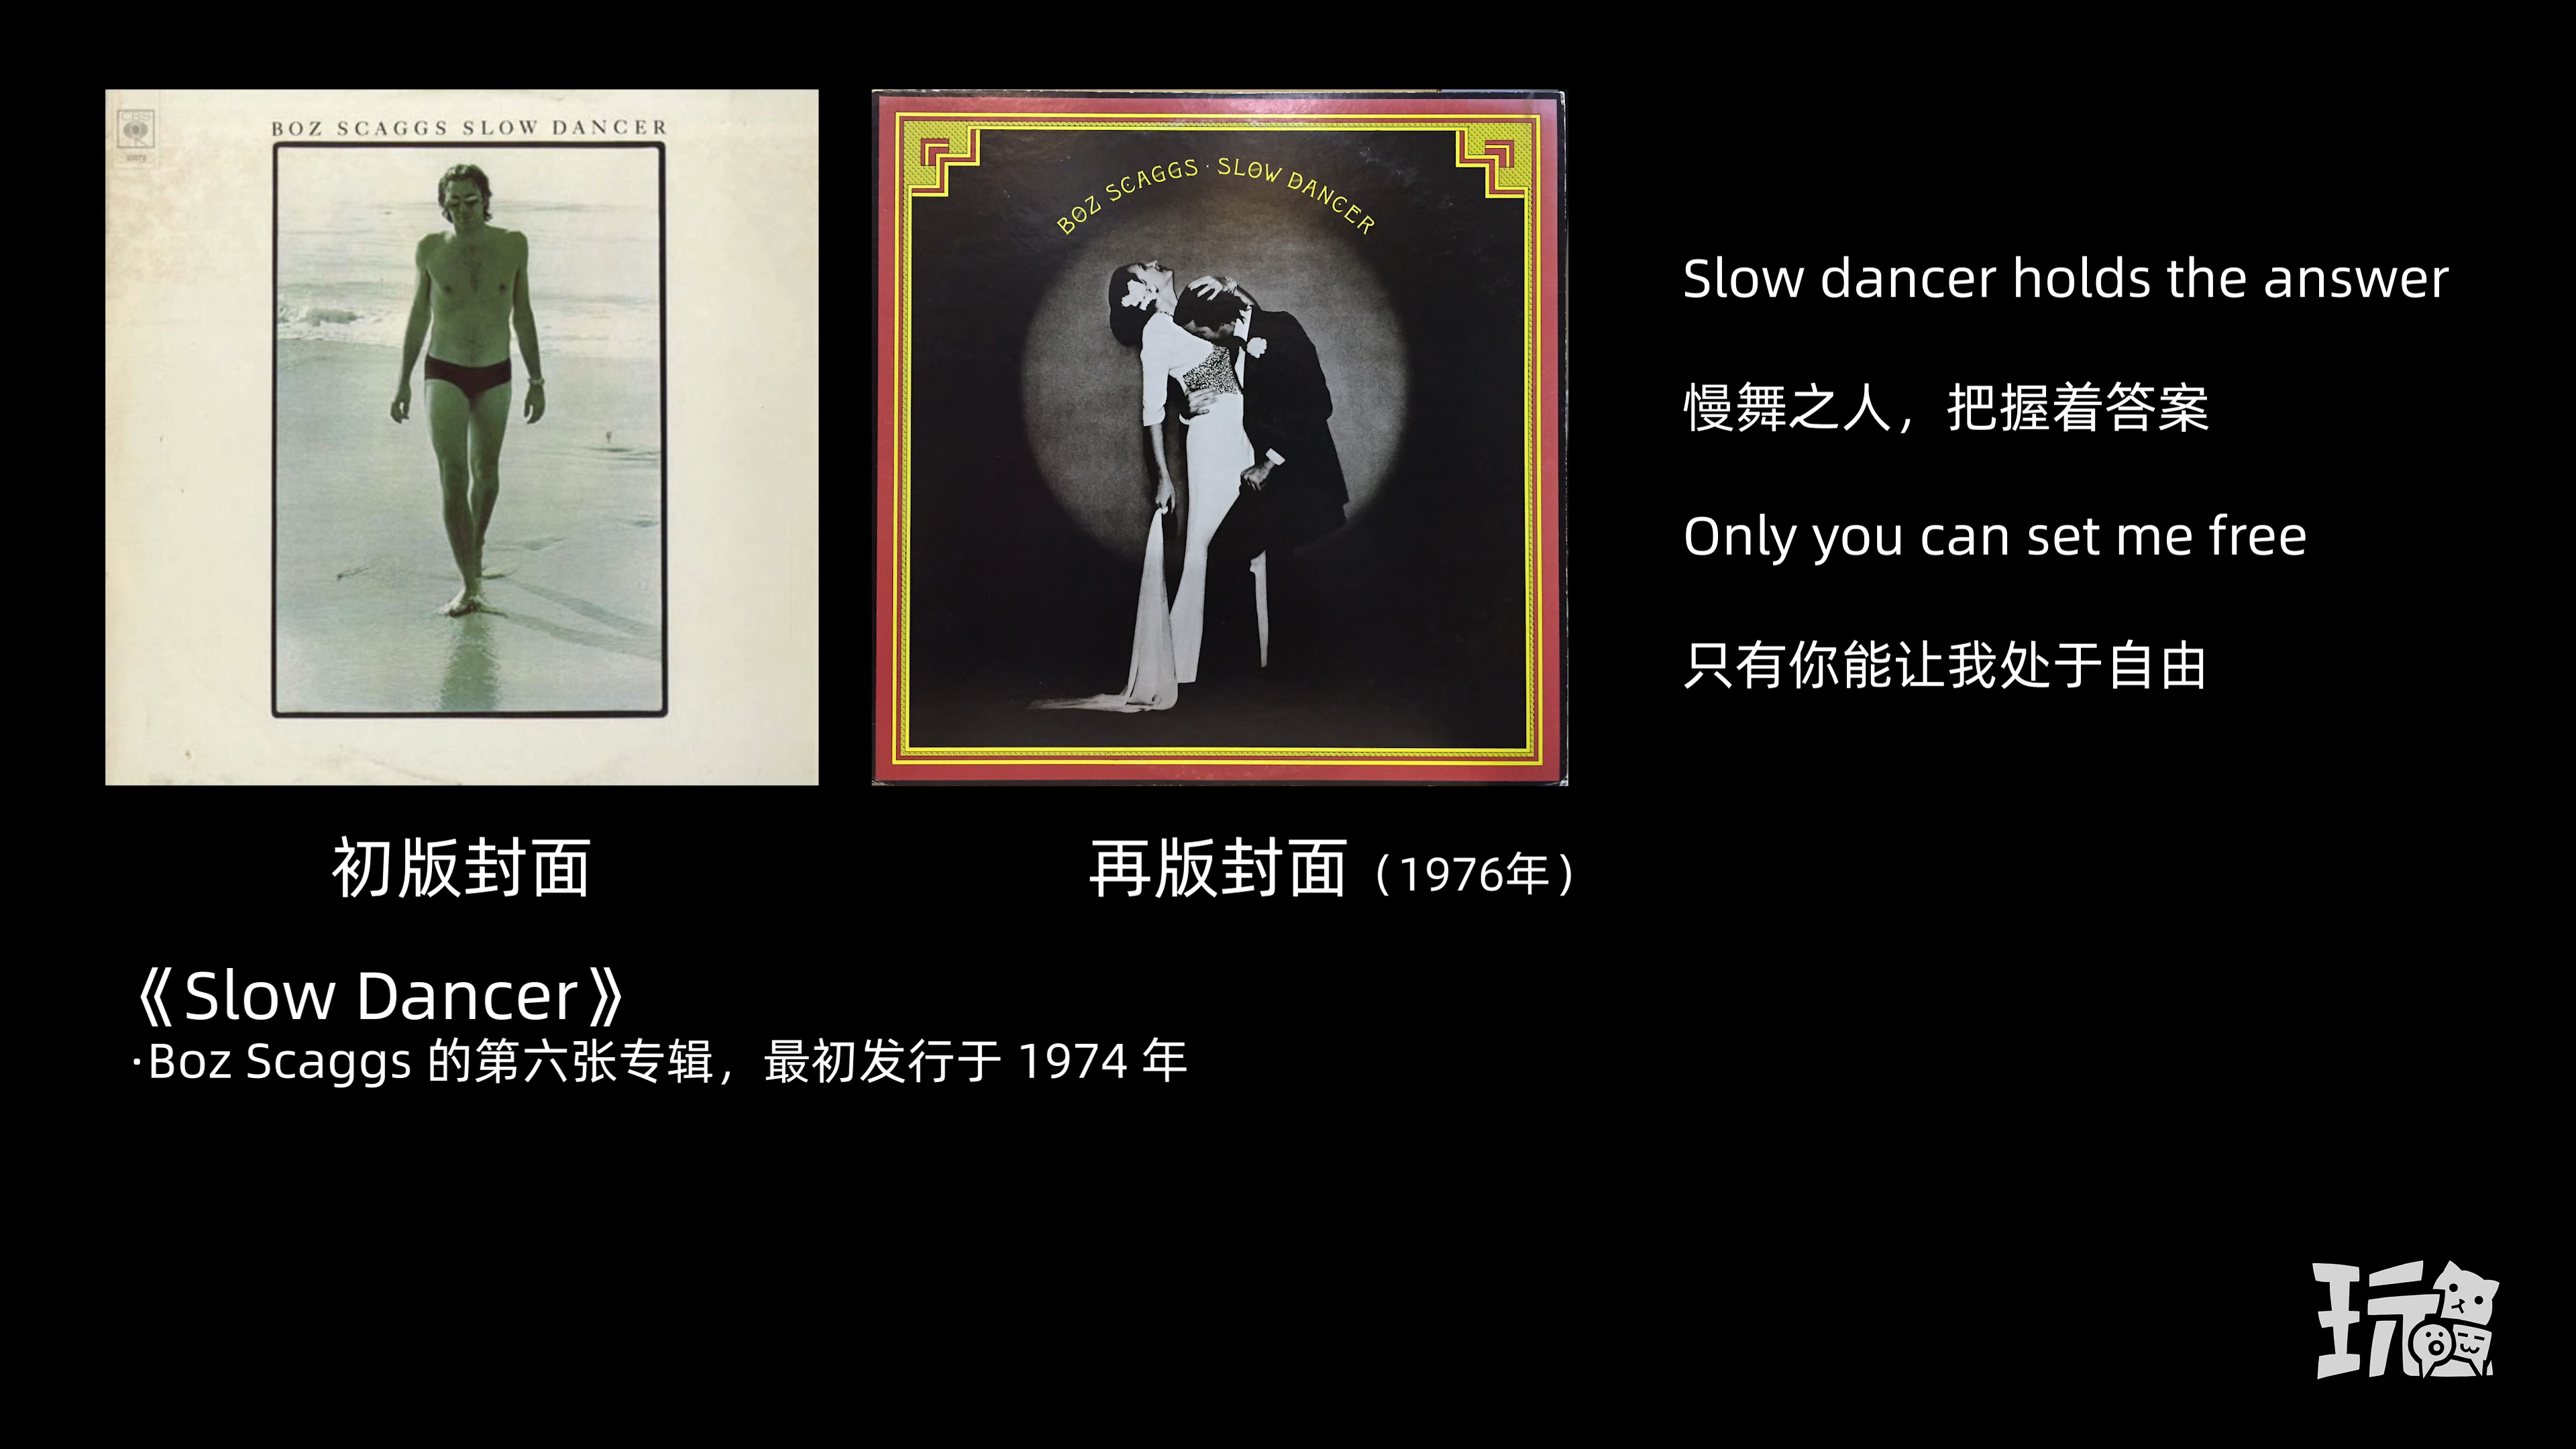 BOZ SCAGGS SLOW DANCER
BOZ SCAGGS · SLOW DANCER
Slow dancer holds the answer
慢舞之人，把握着答案
Only you can set me free
只有你能让我处于自由
初版封面
再版封面（1976年）
《Slow Dancer》
·Boz Scaggs 的第六张专辑，最初发行于 1974 年
CBS
玩